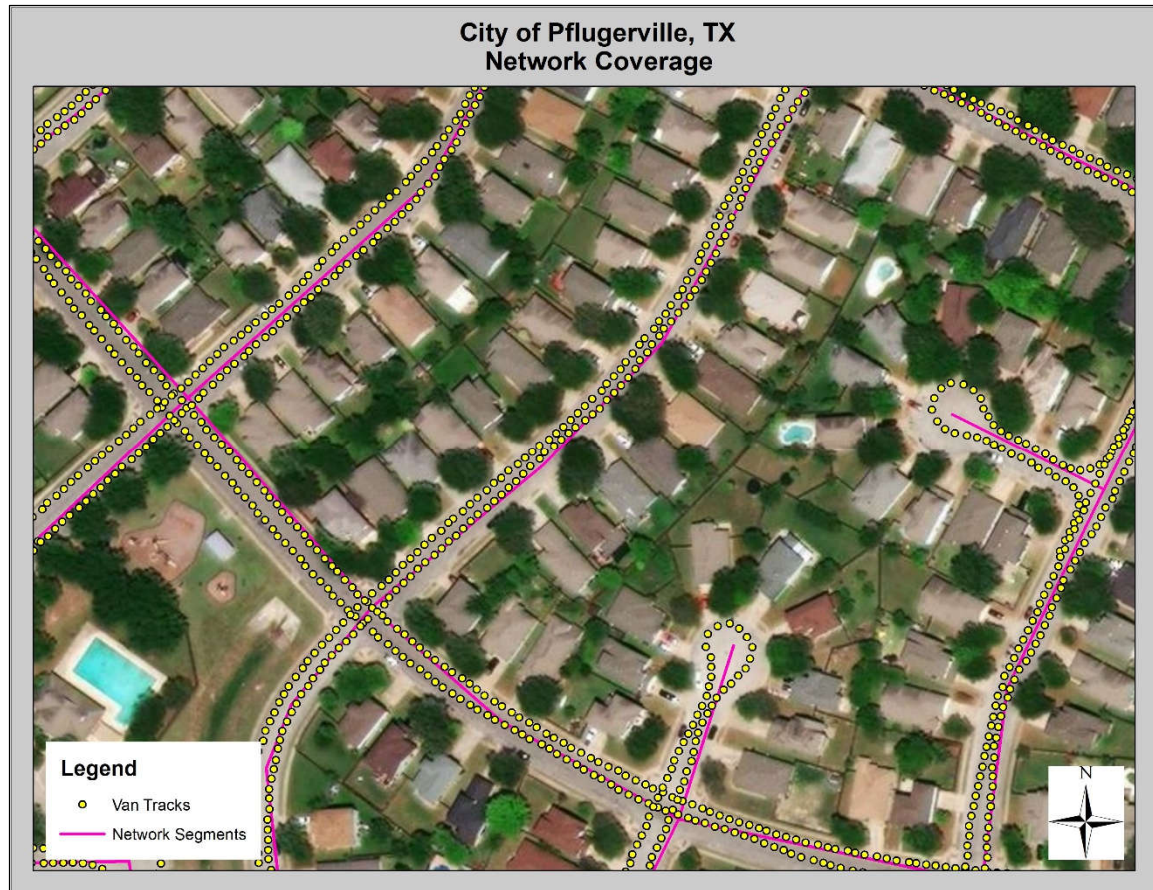 City of Pflugerville, TX
Network Coverage
Legend
Van Tracks
Network Segments
N